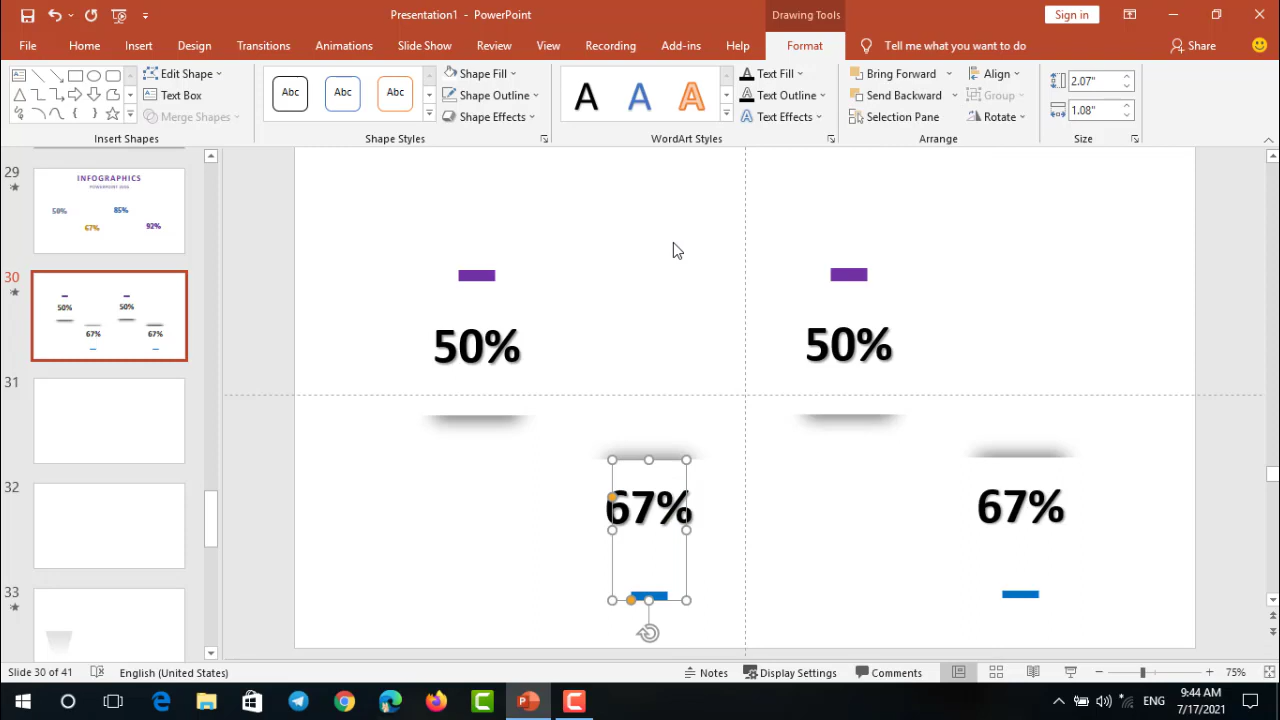 Presentation1 - PowerPoint
Drawing Tools
Sign in
File
Home
Insert
Design
Transitions
Animations
Slide Show
Review
View
Recording
Add-ins
Help
Format
Tell me what you want to do
Share
Edit Shape
Text Box
Merge Shapes
Insert Shapes
Abc
Abc
Abc
Shape Fill
Shape Outline
Shape Effects
Shape Styles
A
A
A
Text Fill
Text Outline
Text Effects
WordArt Styles
Bring Forward
Send Backward
Selection Pane
Align
Group
Rotate
Arrange
2.07"
1.08"
Size
29
INFOGRAPHICS
50%
85%
67%
92%
30
50%
50%
67%
67%
31
32
33
50%
50%
67%
67%
Slide 30 of 41
English (United States)
Notes
Display Settings
Comments
75%
ENG
9:44 AM
7/17/2021